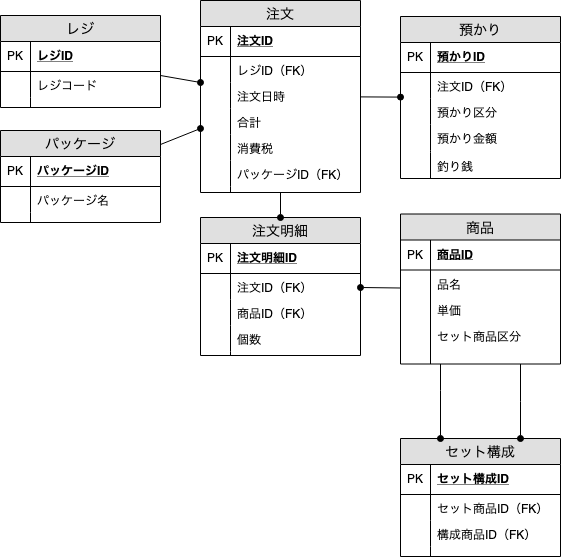 レジ
PK レジID
レジコード
パッケージ
PK パッケージID
パッケージ名
注文
PK 注文ID
レジID（FK）
注文日時
合計
消費税
パッケージID（FK）
預かり
PK 預かりID
注文ID（FK）
預かり区分
預かり金額
釣り銭
注文明細
PK 注文明細ID
注文ID（FK）
商品ID（FK）
個数
商品
PK 商品ID
品名
単価
セット商品区分
セット構成
PK セット構成ID
セット商品ID（FK）
構成商品ID（FK）